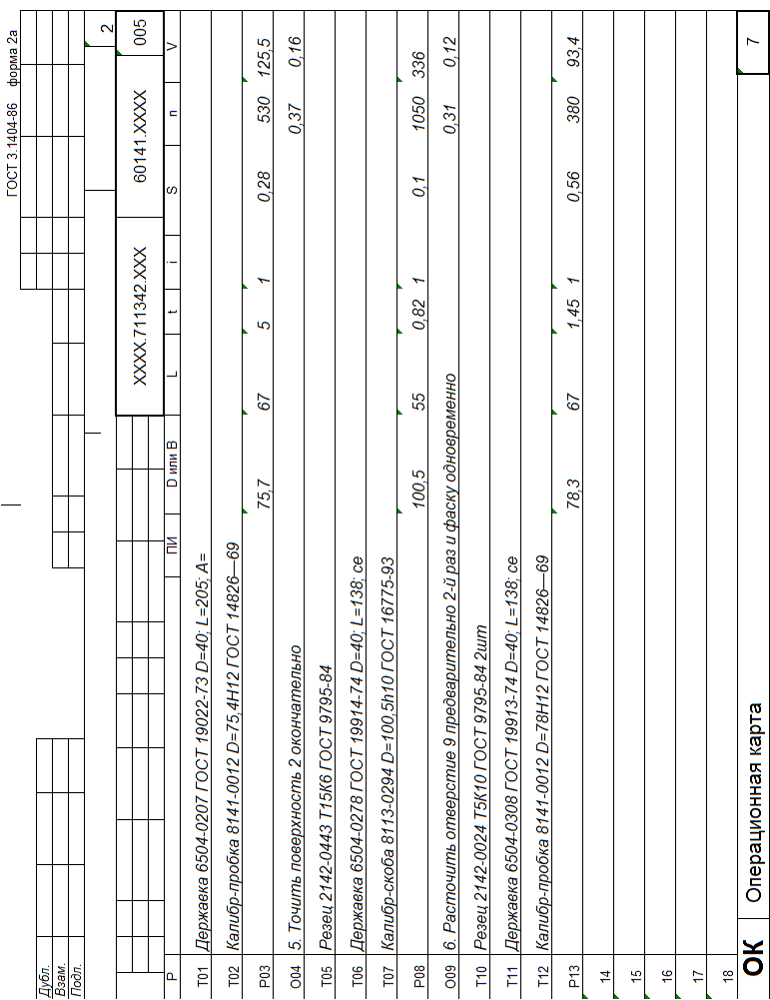 ГОСТ 3.1404-86 форма 2а
Дубл.
Взам.
Подл.
2
XXXX.711342.XXX 60141.XXXX 005
Р ПИ D или B L t i S n V
Т01 Державка 6504-0207 ГОСТ 19022-73 D=40; L=205; A=
Т02 Калибр-пробка 8141-0012 D=75,4H12 ГОСТ 14826—69
Р03 75,7 67 5 1 0,28 530 125,5
О04 5. Точить поверхность 2 окончательно 0,37 0,16
Т05 Резец 2142-0443 Т15К6 ГОСТ 9795-84
Т06 Державка 6504-0278 ГОСТ 19914-74 D=40; L=138; се
Т07 Калибр-скоба 8113-0294 D=100,5h10 ГОСТ 16775-93
Р08 100,5 55 0,82 1 0,1 1050 336
О09 6. Расточить отверстие 9 предварительно 2-й раз и фаску одновременно 0,31 0,12
Т10 Резец 2142-0024 Т5К10 ГОСТ 9795-84 2шт
Т11 Державка 6504-0308 ГОСТ 19913-74 D=40; L=138; се
Т12 Калибр-пробка 8141-0012 D=78H12 ГОСТ 14826—69
Р13 78,3 67 1,45 1 0,56 380 93,4
14
15
16
17
18
ОК Операционная карта 7